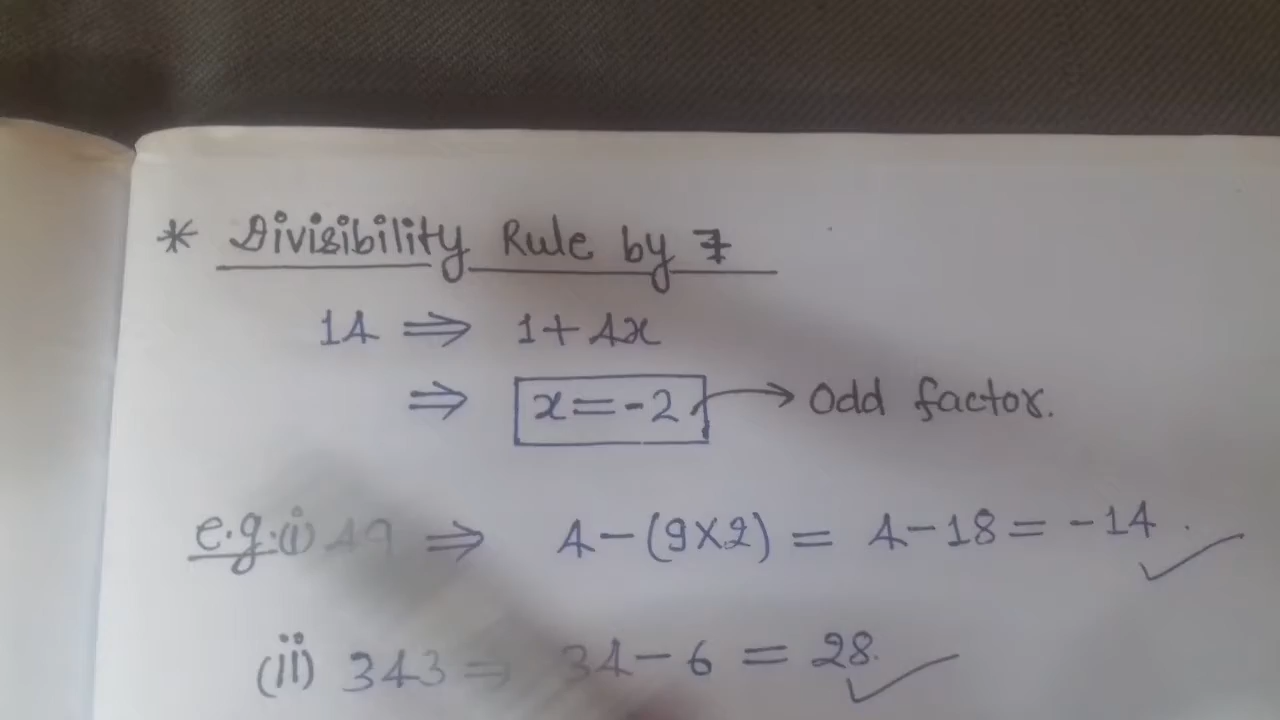 * Divisibility Rule by 7
14 ⇒ 1+4x
⇒ x=-2 → Odd factor.
e.g.(i) 49 ⇒ 4-(9×2) = 4-18 = -14. ✓
(ii) 343 ⇒ 34-6 = 28. ✓